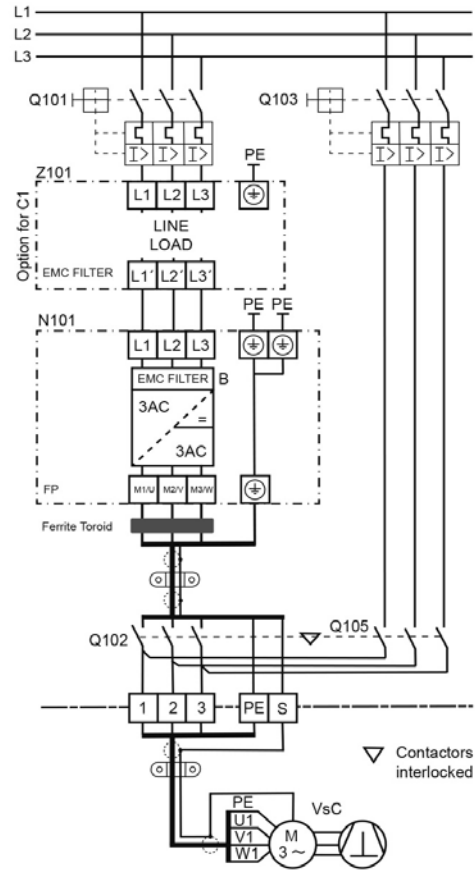 L1
L2
L3
Q101
Q103
I> I> I>
I> I> I>
Z101
PE
L1 L2 L3
Option for C1
LINE
LOAD
EMC FILTER
L1´ L2´ L3´
N101
PE PE
L1 L2 L3
EMC FILTER B
3AC
=
3AC
FP
M1/U M2/V M3/W
Ferrite Toroid
Q102
Q105
1 2 3 PE S
Contactors
interlocked
PE
VsC
U1
V1
W1
M
3 ~